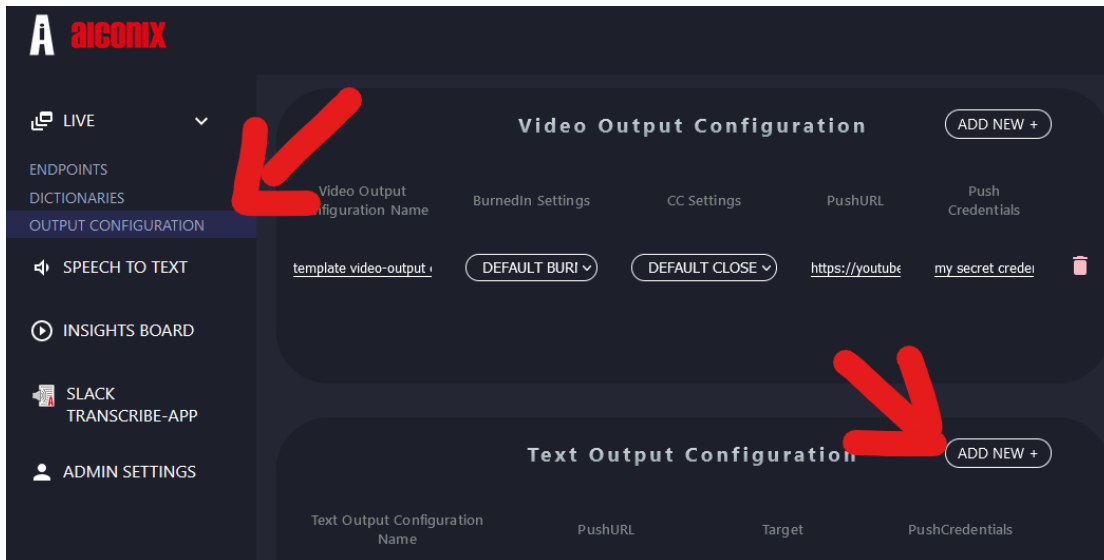 aiconix
LIVE
ENDPOINTS
DICTIONARIES
OUTPUT CONFIGURATION
SPEECH TO TEXT
INSIGHTS BOARD
SLACK
TRANSCRIBE-APP
ADMIN SETTINGS
Video Output Configuration
ADD NEW +
Video Output
nfiguration Name
BurnedIn Settings
CC Settings
PushURL
Push
Credentials
template video-output
DEFAULT BURI
DEFAULT CLOSE
https://youtube
my secret creder
Text Output Configuration
ADD NEW +
Text Output Configuration
Name
PushURL
Target
PushCredentials